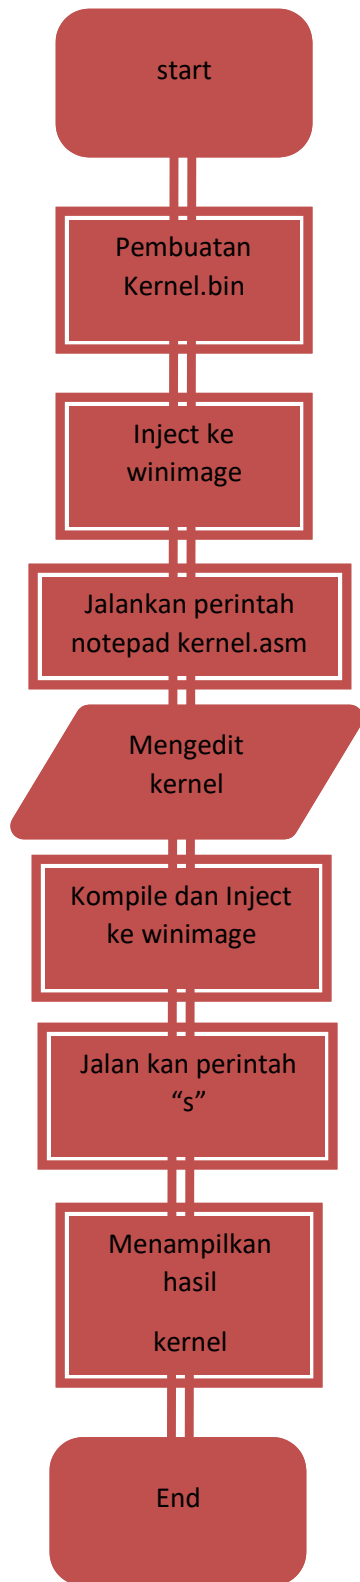 start
Pembuatan
Kernel.bin
Inject ke
winimage
Jalankan perintah
notepad kernel.asm
Mengedit
kernel
Kompile dan Inject
ke winimage
Jalan kan perintah
“s”
Menampilkan
hasil
kernel
End